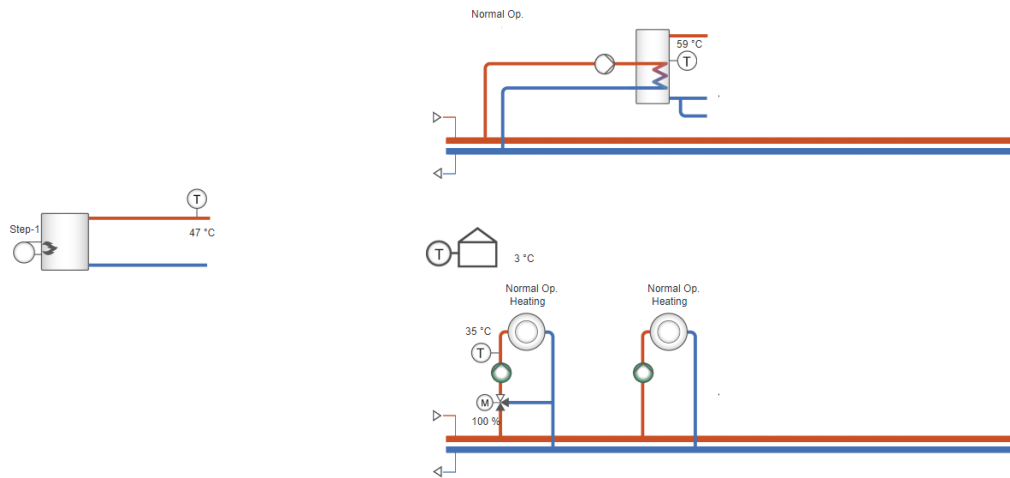 Normal Op.
59 °C
T
T
Step-1
47 °C
T
3 °C
Normal Op.
Heating
Normal Op.
Heating
35 °C
T
M
100 %